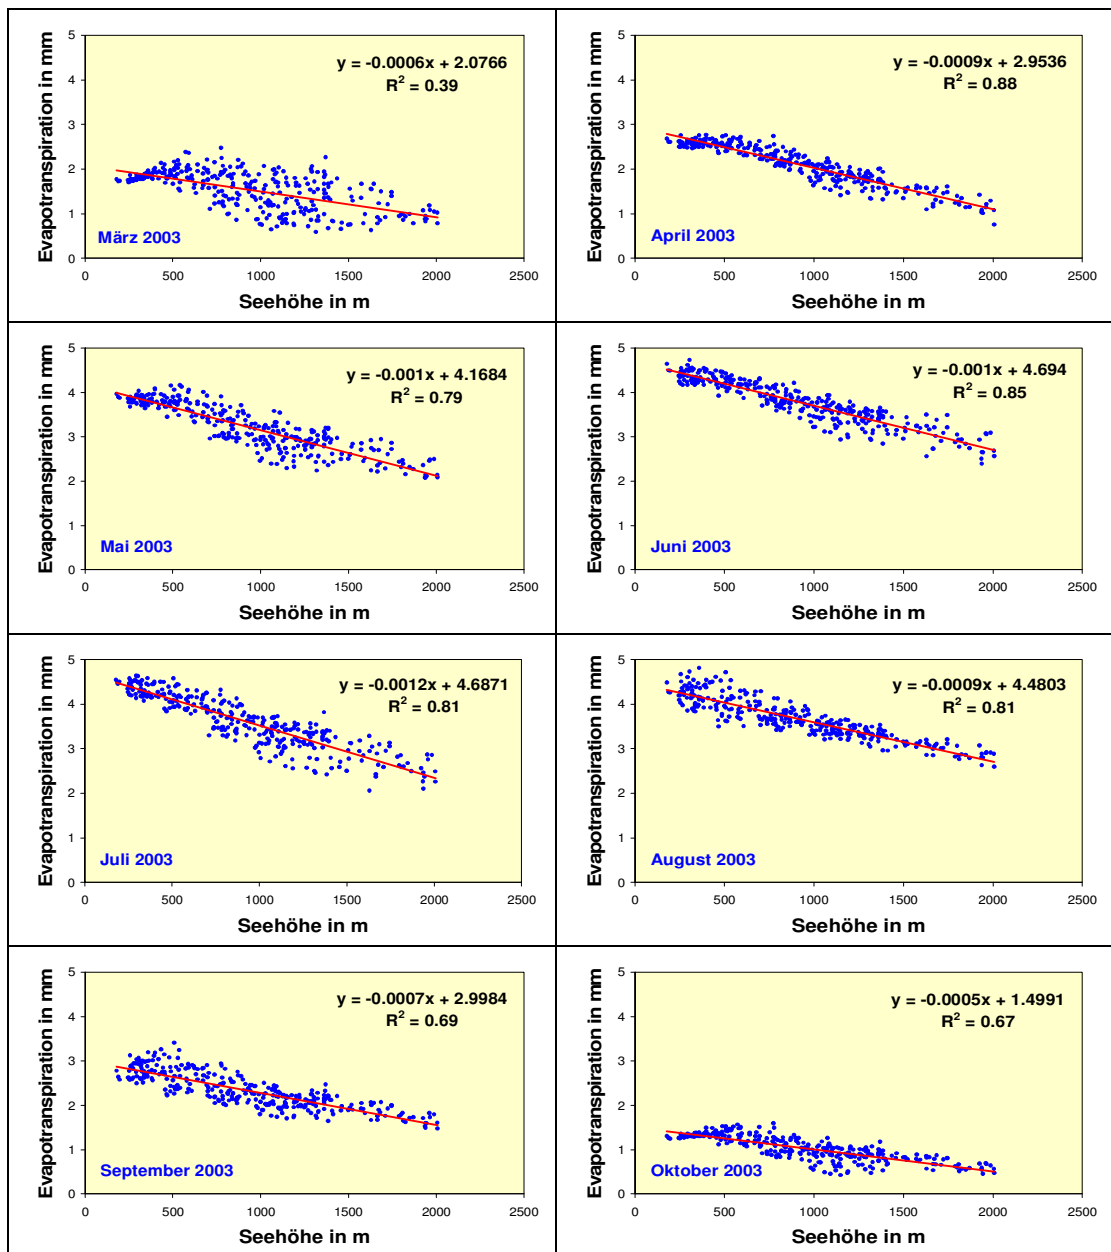 5
4
3
2
1
0
Evapotranspiration in mm
y = -0.0006x + 2.0766
R² = 0.39
März 2003
0 500 1000 1500 2000 2500
Seehöhe in m
5
4
3
2
1
0
Evapotranspiration in mm
y = -0.0009x + 2.9536
R² = 0.88
April 2003
0 500 1000 1500 2000 2500
Seehöhe in m
5
4
3
2
1
0
Evapotranspiration in mm
y = -0.001x + 4.1684
R² = 0.79
Mai 2003
0 500 1000 1500 2000 2500
Seehöhe in m
5
4
3
2
1
0
Evapotranspiration in mm
y = -0.001x + 4.694
R² = 0.85
Juni 2003
0 500 1000 1500 2000 2500
Seehöhe in m
5
4
3
2
1
0
Evapotranspiration in mm
y = -0.0012x + 4.6871
R² = 0.81
Juli 2003
0 500 1000 1500 2000 2500
Seehöhe in m
5
4
3
2
1
0
Evapotranspiration in mm
y = -0.0009x + 4.4803
R² = 0.81
August 2003
0 500 1000 1500 2000 2500
Seehöhe in m
5
4
3
2
1
0
Evapotranspiration in mm
y = -0.0007x + 2.9984
R² = 0.69
September 2003
0 500 1000 1500 2000 2500
Seehöhe in m
5
4
3
2
1
0
Evapotranspiration in mm
y = -0.0005x + 1.4991
R² = 0.67
Oktober 2003
0 500 1000 1500 2000 2500
Seehöhe in m